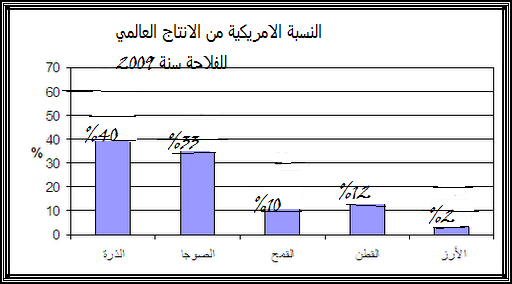 النسبة الامريكية من الانتاج العالمي
للفلاحة سنة 2009
70
60
50
40
30
20
10
0
%
%40
%33
%10
%12
%2
الذرة
الصوجا
القمح
القطن
الأرز